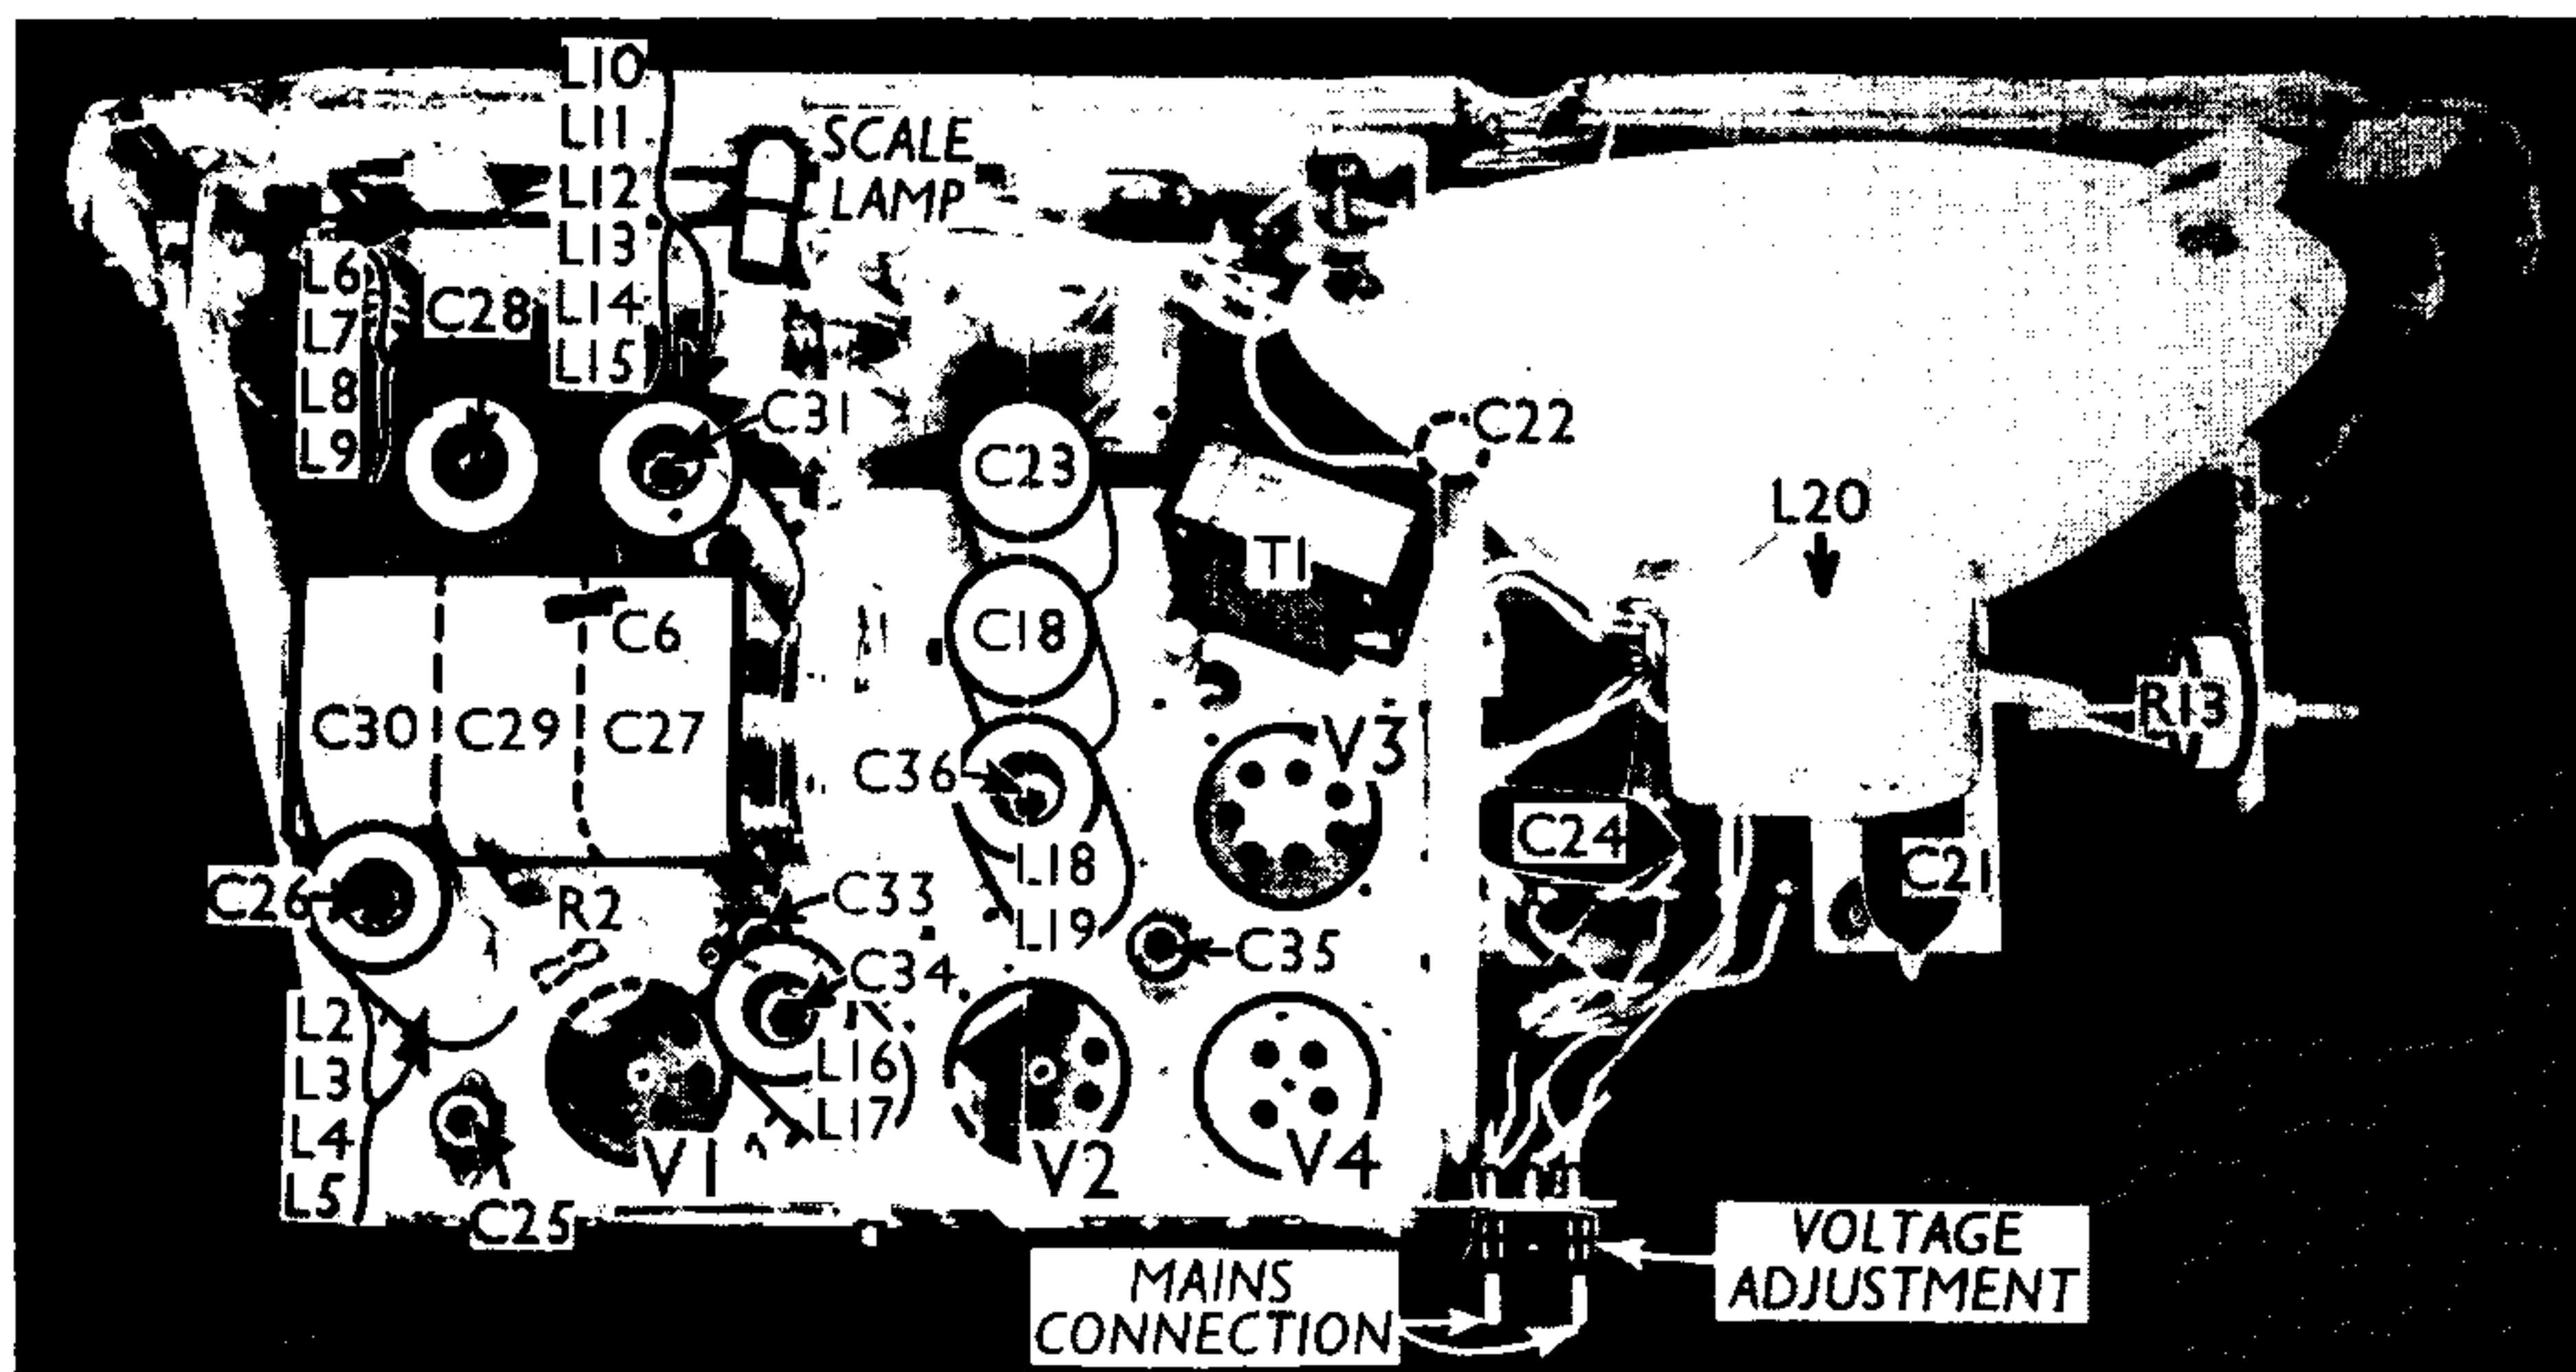 L10
L11
L12
L13
L14
L15
SCALE
LAMP
L6
L7
L8
L9
C28
C31
C23
C22
L20
T1
C6
C18
C30
C29
C27
R13
V3
C36
C24
L18
C21
C26
R2
C33
L19
C35
C34
L2
L3
L4
L5
L16
L17
V1
V2
V4
C25
VOLTAGE
ADJUSTMENT
MAINS
CONNECTION